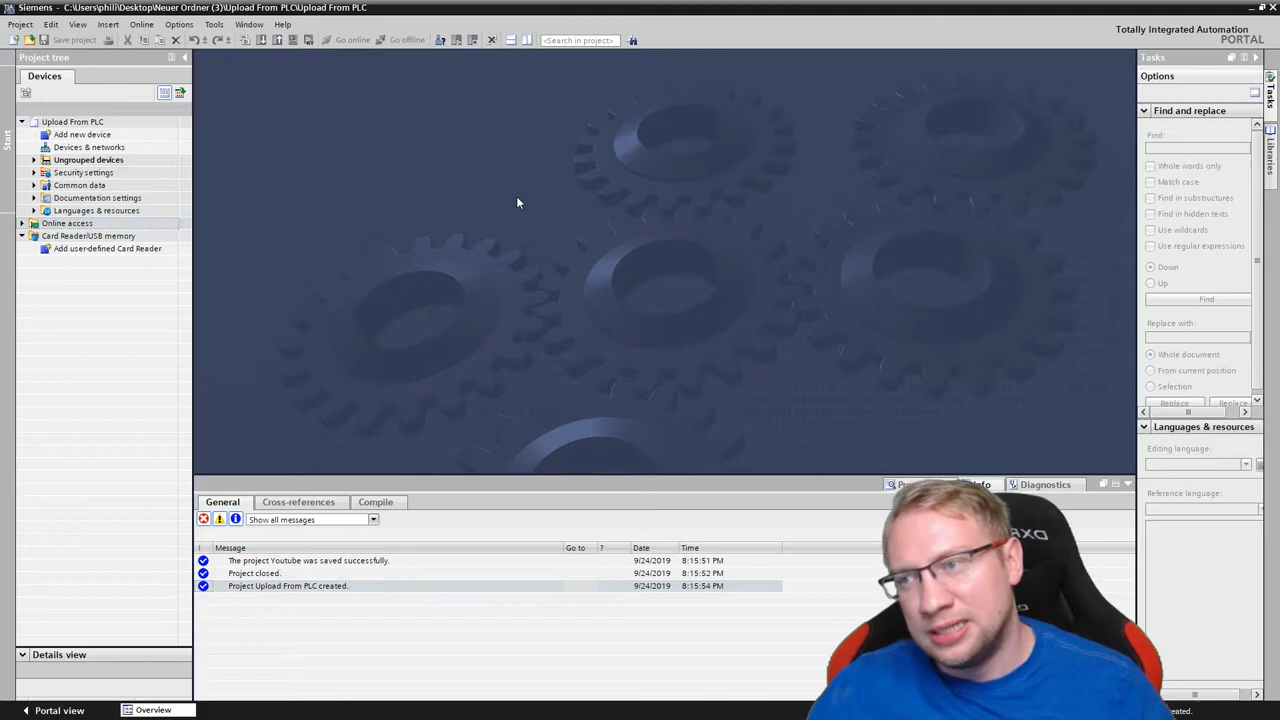 Siemens - C:\Users\phili\Desktop\Neuer Ordner (3)\Upload From PLC\Upload From PLC
Project Edit View Insert Online Options Tools Window Help
Totally Integrated Automation
PORTAL
Save project
Go online
Go offline
<Search in project>
Project tree
Devices
Start
Upload From PLC
Add new device
Devices & networks
Ungrouped devices
Security settings
Common data
Documentation settings
Languages & resources
Online access
Card Reader/USB memory
Add user-defined Card Reader
Details view
Tasks
Options
Find and replace
Find:
Whole words only
Match case
Find in substructures
Find in hidden texts
Use wildcards
Use regular expressions
Down
Up
Find
Replace with:
Whole document
From current position
Selection
Replace
Languages & resources
Editing language:
Reference language:
Tasks
Libraries
Diagnostics
General Cross-references Compile
Show all messages
! Message Go to ? Date Time
The project Youtube was saved successfully. 9/24/2019 8:15:51 PM
Project closed. 9/24/2019 8:15:52 PM
Project Upload From PLC created. 9/24/2019 8:15:54 PM
Portal view
Overview
DXR